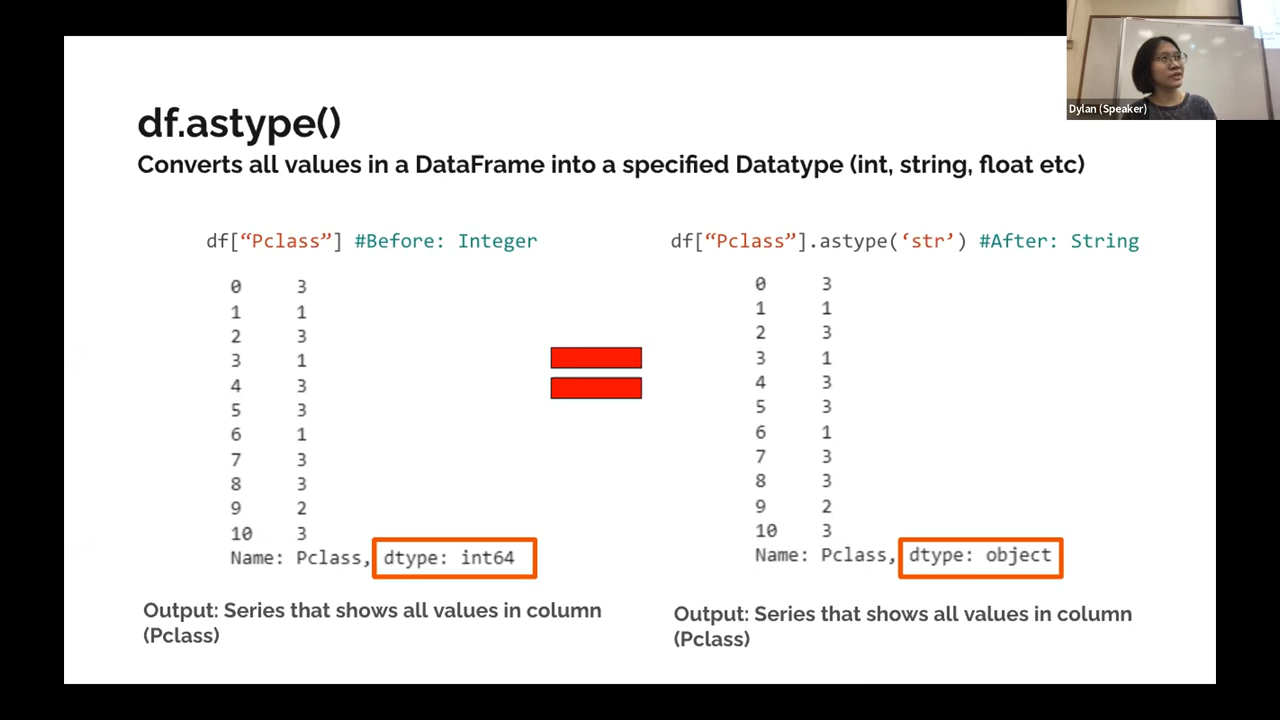 Dylan (Speaker)
df.astype()
Converts all values in a DataFrame into a specified Datatype (int, string, float etc)
df[“Pclass”] #Before: Integer
0 3
1 1
2 3
3 1
4 3
5 3
6 1
7 3
8 3
9 2
10 3
Name: Pclass, dtype: int64
Output: Series that shows all values in column
(Pclass)
df[“Pclass”].astype(‘str’) #After: String
0 3
1 1
2 3
3 1
4 3
5 3
6 1
7 3
8 3
9 2
10 3
Name: Pclass, dtype: object
Output: Series that shows all values in column
(Pclass)